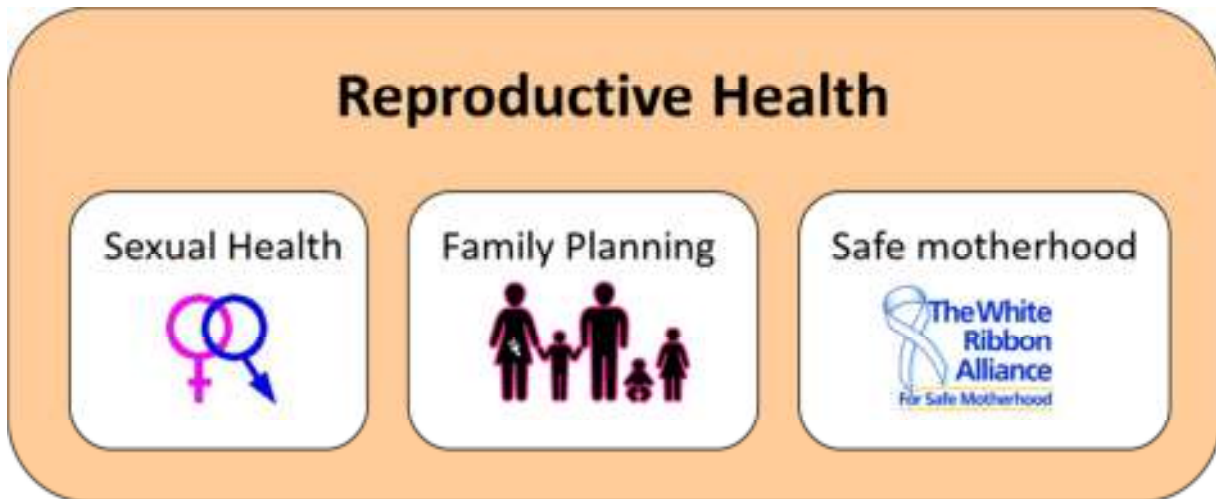 Reproductive Health
Sexual Health
Family Planning
Safe motherhood
The White
Ribbon
Alliance
For Safe Motherhood